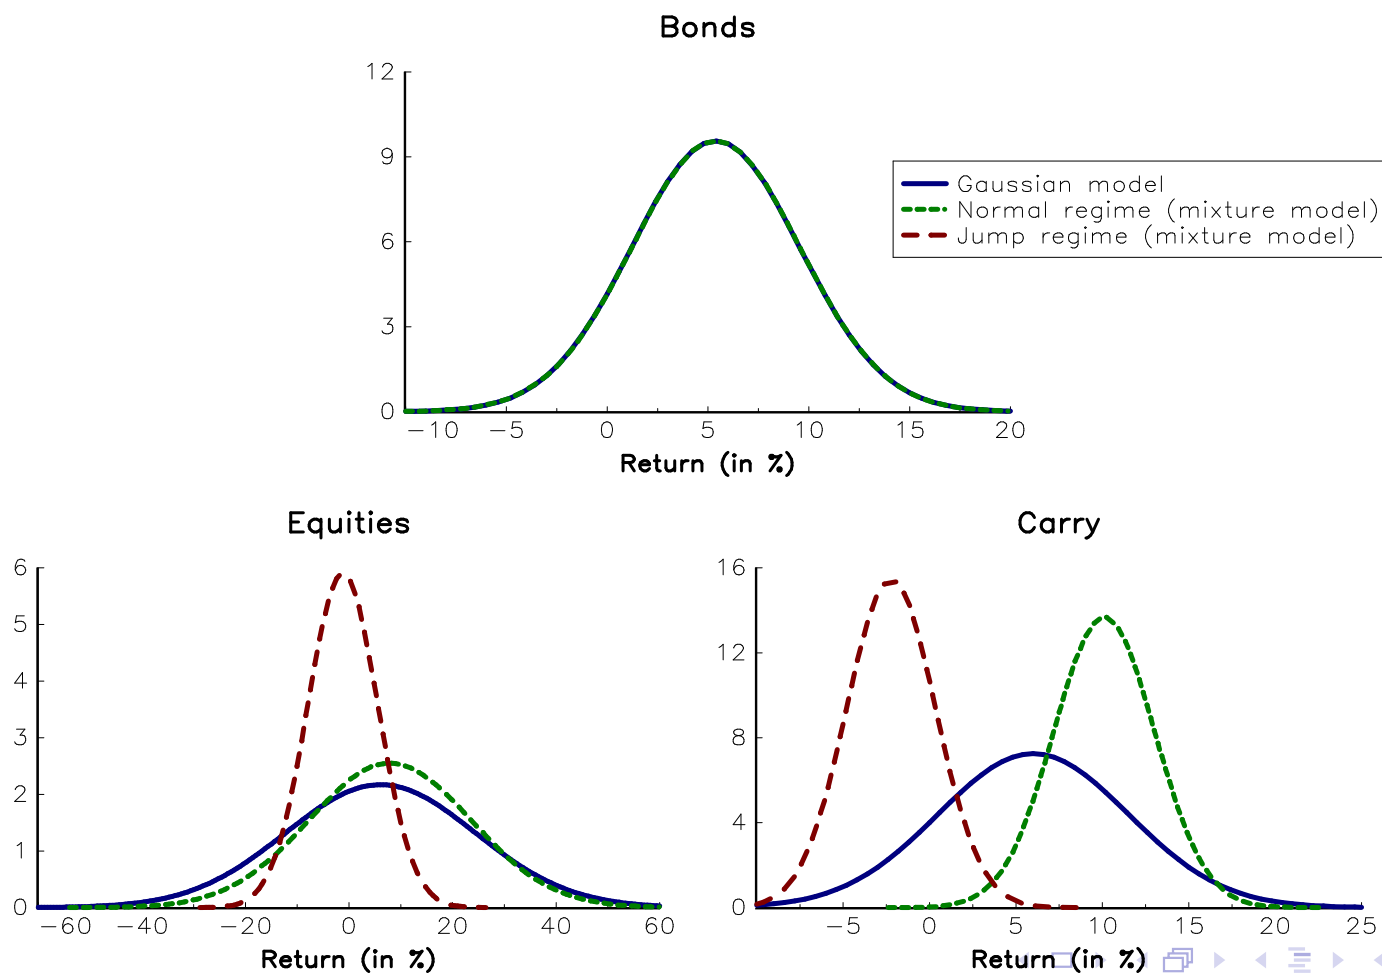 Bonds
12
9
6
3
0
−10 −5 0 5 10 15 20
Return (in %)
Gaussian model
Normal regime (mixture model)
Jump regime (mixture model)
Equities
6
5
4
3
2
1
0
−60 −40 −20 0 20 40 60
Return (in %)
Carry
16
12
8
4
0
−5 0 5 10 15 20 25
Return (in %)